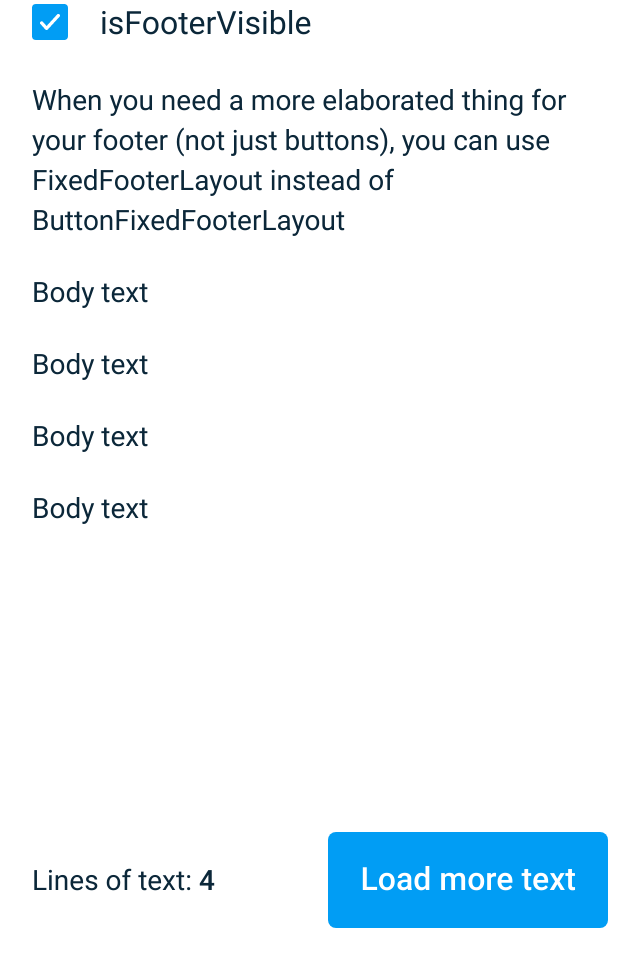 isFooterVisible
When you need a more elaborated thing for
your footer (not just buttons), you can use
FixedFooterLayout instead of
ButtonFixedFooterLayout
Body text
Body text
Body text
Body text
Lines of text: 4
Load more text